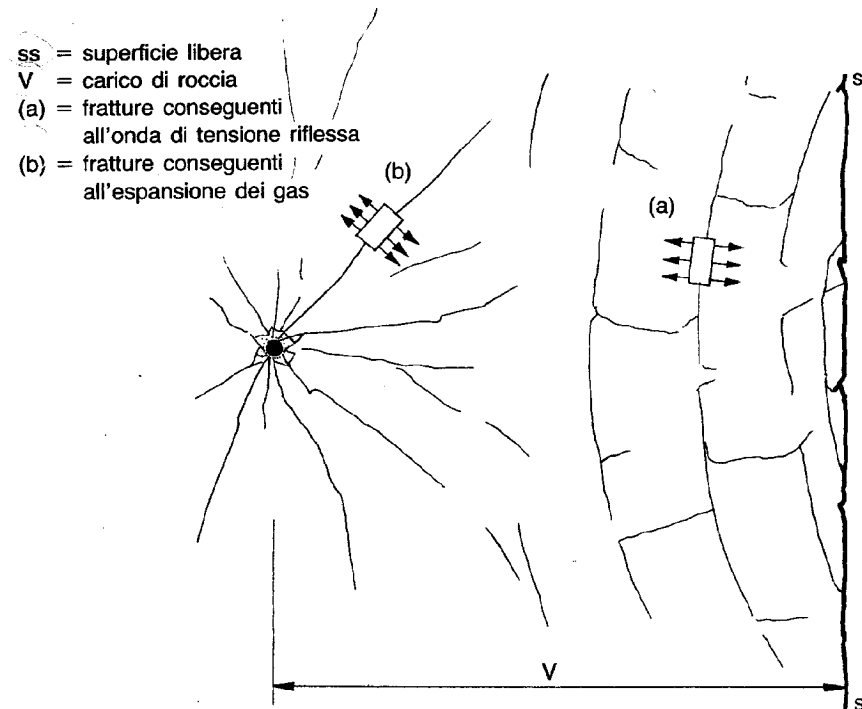 ss = superficie libera
V = carico di roccia
(a) = fratture conseguenti
all'onda di tensione riflessa
(b) = fratture conseguenti
all'espansione dei gas
(b)
(a)
s
V
s